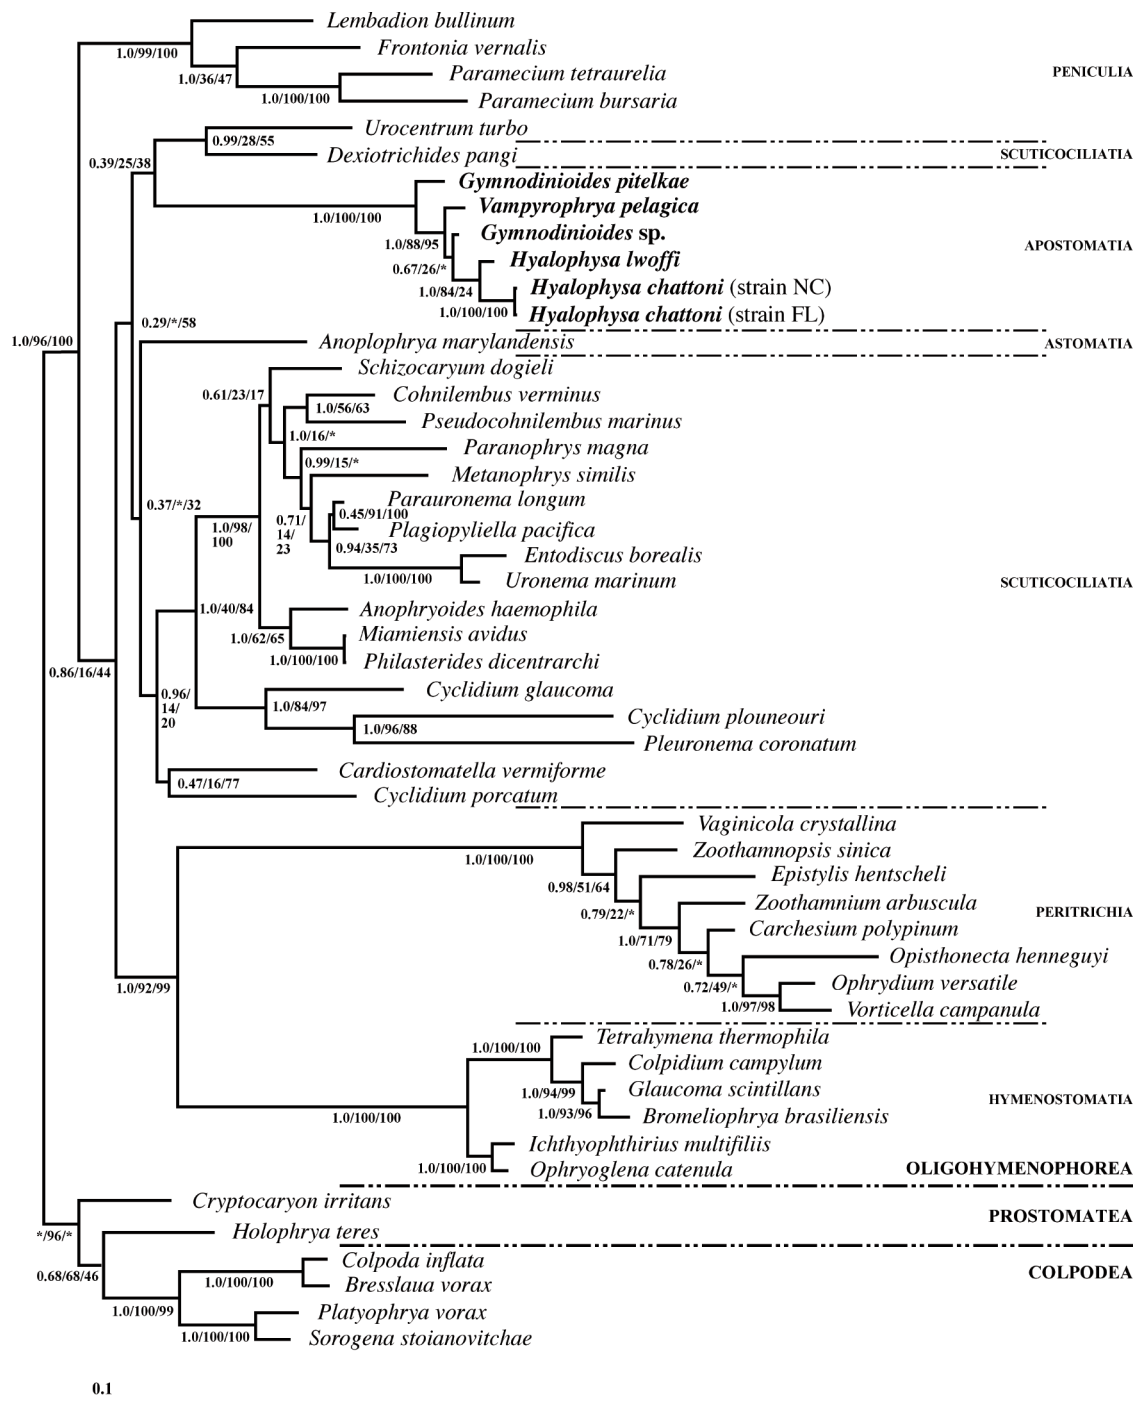 Lembadion bullinum
Frontonia vernalis
1.0/99/100
Paramecium tetraurelia
PENICULIA
1.0/36/47
1.0/100/100
Paramecium bursaria
Urocentrum turbo
0.99/28/55
Dexiotrichides pangi
SCUTICOCILIATIA
0.39/25/38
Gymnodinioides pitelkae
Vampyrophrya pelagica
1.0/100/100
Gymnodinioides sp.
1.0/88/95
APOSTOMATIA
Hyalophysa lwoffi
0.67/26/*
Hyalophysa chattoni (strain NC)
1.0/84/24
1.0/100/100
Hyalophysa chattoni (strain FL)
0.29/*/58
1.0/96/100
Anoplophrya marylandensis
ASTOMATIA
Schizocaryum dogieli
0.61/23/17
Cohnilembus verminus
1.0/56/63
Pseudocohnilembus marinus
1.0/16/*
Paranophrys magna
0.99/15/*
Metanophrys similis
Parauronema longum
0.37/*/32
0.45/91/100
1.0/98/
100
0.71/
14/
23
Plagiopyliella pacifica
0.94/35/73
Entodiscus borealis
1.0/100/100
Uronema marinum
SCUTICOCILIATIA
1.0/40/84
Anophryoides haemophila
1.0/62/65
Miamiensis avidus
1.0/100/100
Philasterides dicentrarchi
0.86/16/44
Cyclidium glaucoma
0.96/
14/
20
1.0/84/97
Cyclidium plouneouri
1.0/96/88
Pleuronema coronatum
Cardiostomatella vermiforme
0.47/16/77
Cyclidium porcatum
Vaginicola crystallina
Zoothamnopsis sinica
1.0/100/100
Epistylis hentscheli
0.98/51/64
Zoothamnium arbuscula
0.79/22/*
PERITRICHIA
Carchesium polypinum
1.0/71/79
Opisthonecta henneguyi
0.78/26/*
Ophrydium versatile
0.72/49/*
1.0/92/99
Vorticella campanula
1.0/97/98
Tetrahymena thermophila
1.0/100/100
Colpidium campylum
Glaucoma scintillans
1.0/94/99
HYMENOSTOMATIA
1.0/93/96
Bromeliophrya brasiliensis
1.0/100/100
Ichthyophthirius multifiliis
1.0/100/100
Ophryoglena catenula
OLIGOHYMENOPHOREA
Cryptocaryon irritans
PROSTOMATEA
*/96/*
Holophrya teres
Colpoda inflata
COLPODEA
0.68/68/46
1.0/100/100
Bresslaua vorax
1.0/100/99
Platyophrya vorax
1.0/100/100
Sorogena stoianovitchae
0.1